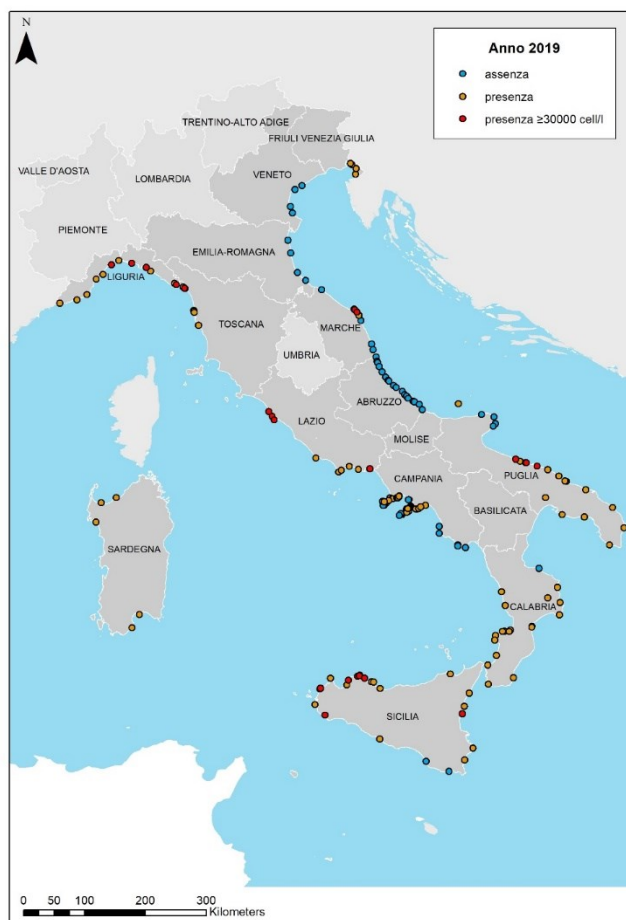 N
Anno 2019
assenza
presenza
presenza ≥30000 cell/l
TRENTINO-ALTO ADIGE
FRIULI VENEZIA GIULIA
VALLE D'AOSTA
LOMBARDIA
VENETO
PIEMONTE
EMILIA-ROMAGNA
LIGURIA
TOSCANA
MARCHE
UMBRIA
ABRUZZO
LAZIO
MOLISE
CAMPANIA
PUGLIA
BASILICATA
SARDEGNA
CALABRIA
SICILIA
0 50 100 200 300
Kilometers